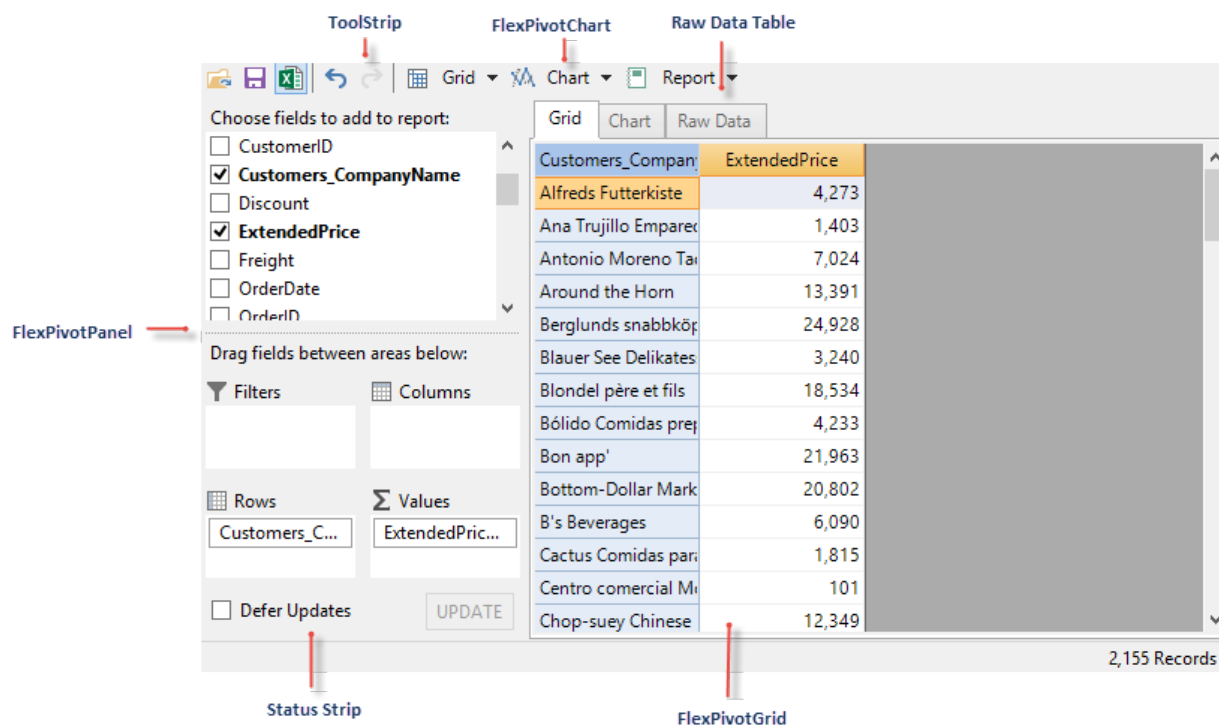 ToolStrip
FlexPivotChart
Raw Data Table
Grid Chart Report
Choose fields to add to report:
CustomerID
Customers_CompanyName
Discount
ExtendedPrice
Freight
OrderDate
OrderID
FlexPivotPanel
Drag fields between areas below:
Filters
Columns
Rows
Values
Customers_C...
ExtendedPric...
Defer Updates
UPDATE
Grid Chart Raw Data
Customers_Company ExtendedPrice
Alfreds Futterkiste 4,273
Ana Trujillo Empared 1,403
Antonio Moreno Ta 7,024
Around the Horn 13,391
Berglunds snabbköp 24,928
Blauer See Delikates 3,240
Blondel père et fils 18,534
Bólido Comidas prep 4,233
Bon app' 21,963
Bottom-Dollar Mark 20,802
B's Beverages 6,090
Cactus Comidas para 1,815
Centro comercial M 101
Chop-suey Chinese 12,349
2,155 Records
Status Strip
FlexPivotGrid